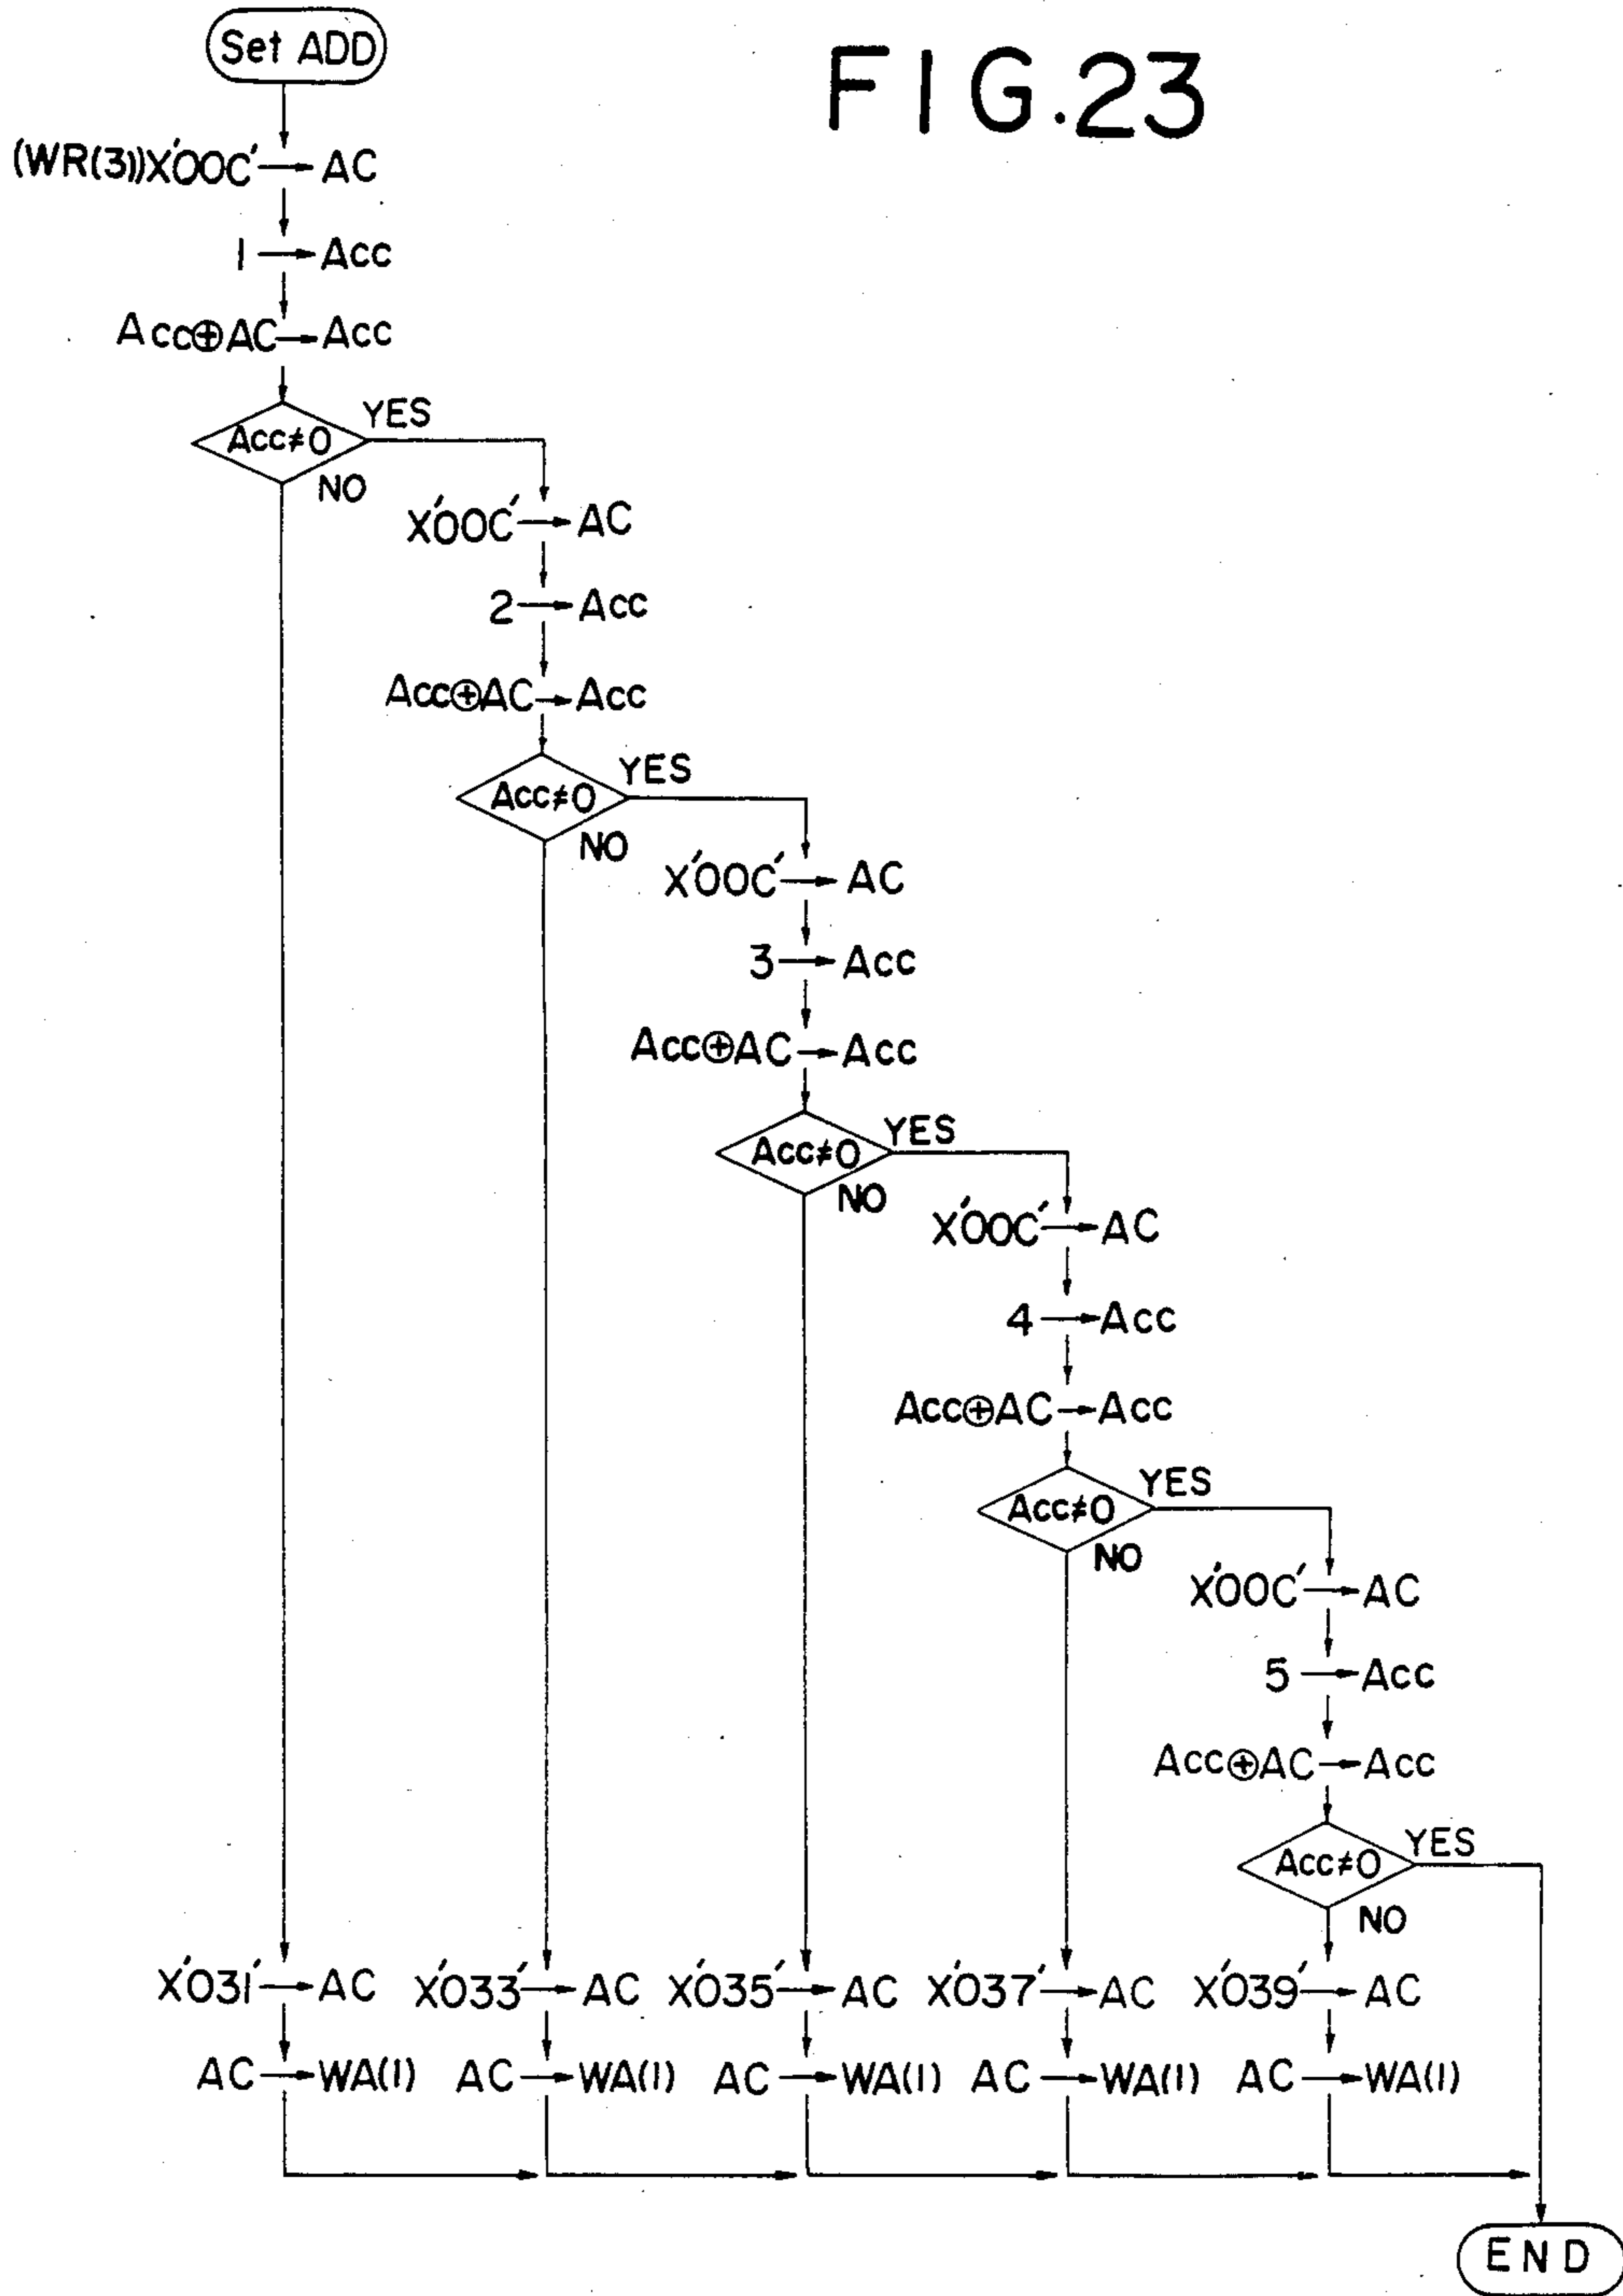 FIG.23
Set ADD
(WR(3))X'00C' → AC
1 → Acc
Acc⊕AC → Acc
Acc≠0
YES
NO
X'00C' → AC
2 → Acc
Acc⊕AC → Acc
Acc≠0
YES
NO
X'00C' → AC
3 → Acc
Acc⊕AC → Acc
Acc≠0
YES
NO
X'00C' → AC
4 → Acc
Acc⊕AC → Acc
Acc≠0
YES
NO
X'00C' → AC
5 → Acc
Acc⊕AC → Acc
Acc≠0
YES
NO
X'031' → AC X'033' → AC X'035' → AC X'037' → AC X'039' → AC
AC → WA(1) AC → WA(1) AC → WA(1) AC → WA(1) AC → WA(1)
END